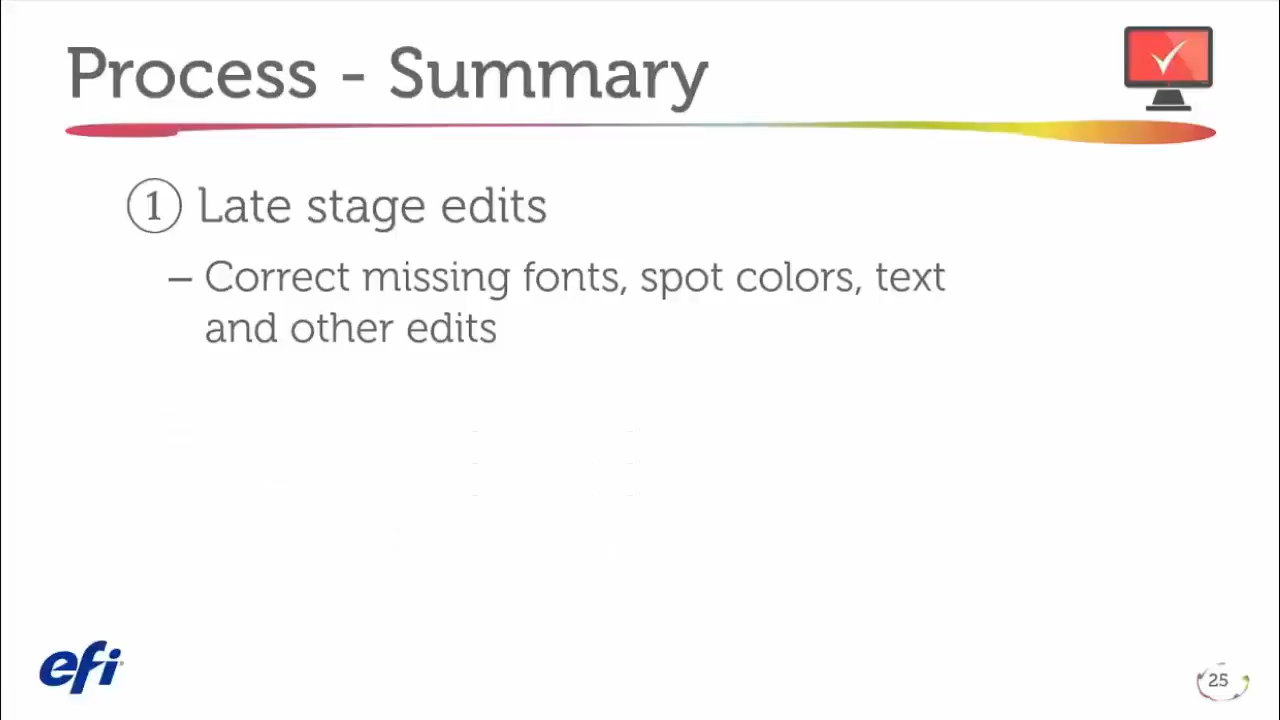 Process - Summary
1 Late stage edits
– Correct missing fonts, spot colors, text
and other edits
efi
25